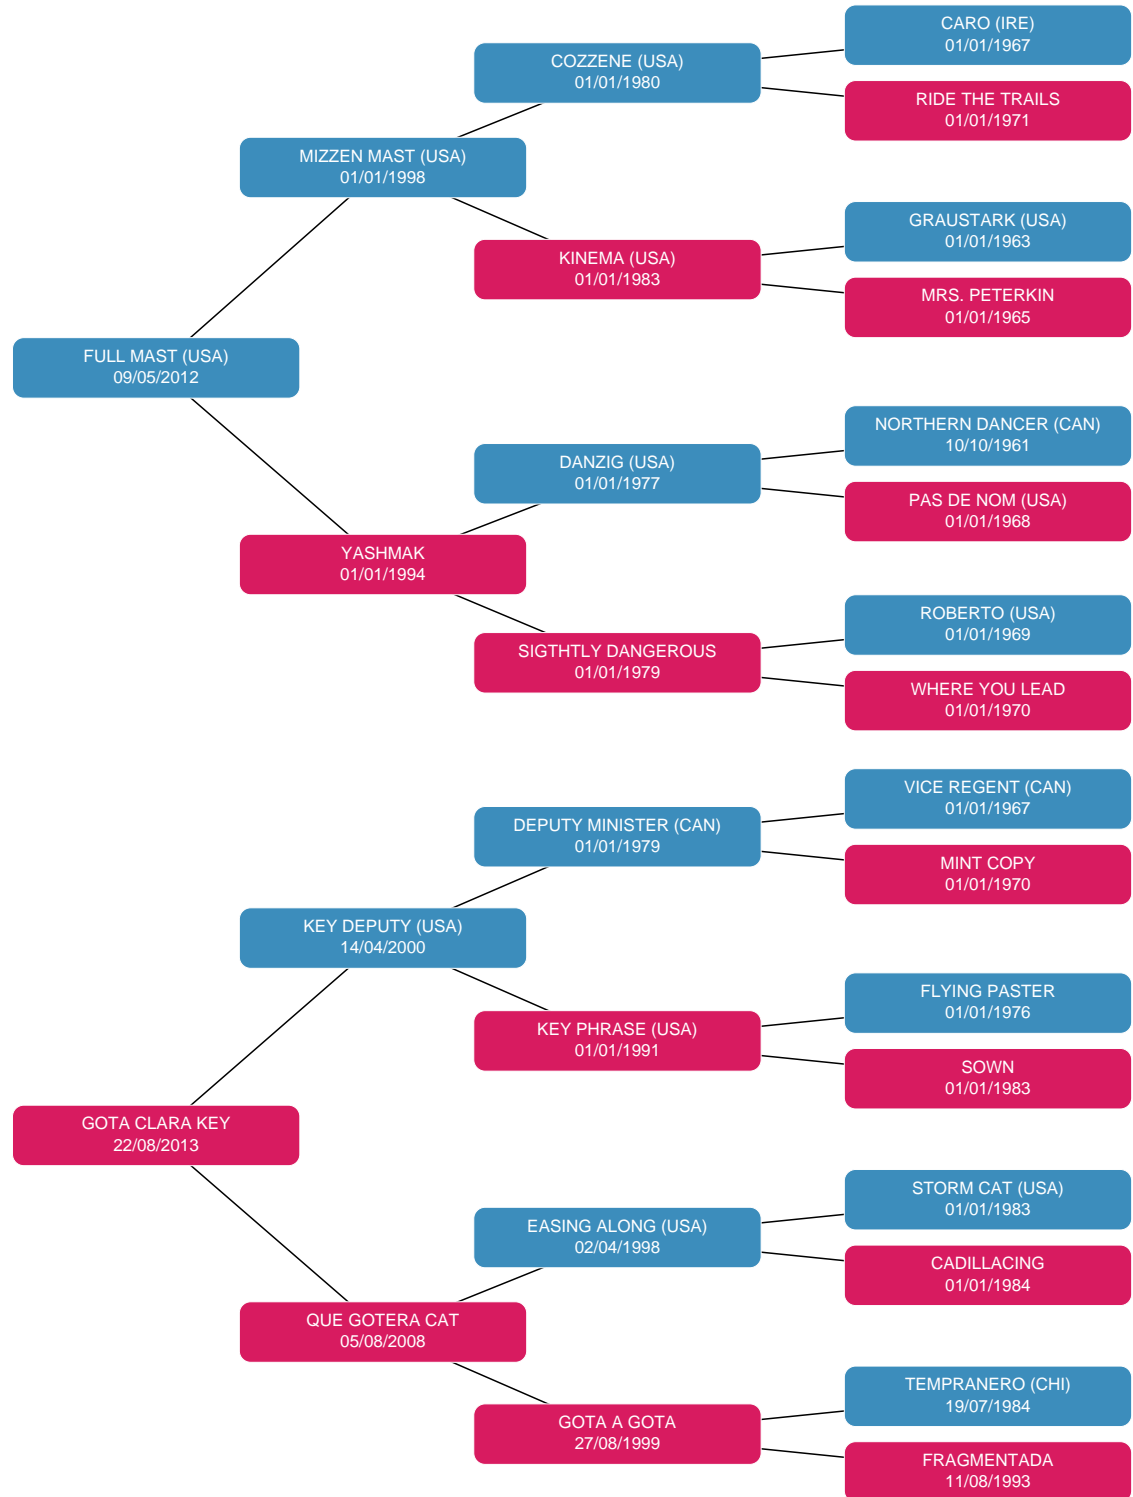 CARO (IRE)
01/01/1967
COZZENE (USA)
01/01/1980
RIDE THE TRAILS
01/01/1971
MIZZEN MAST (USA)
01/01/1998
GRAUSTARK (USA)
01/01/1963
KINEMA (USA)
01/01/1983
MRS. PETERKIN
01/01/1965
FULL MAST (USA)
09/05/2012
NORTHERN DANCER (CAN)
10/10/1961
DANZIG (USA)
01/01/1977
PAS DE NOM (USA)
01/01/1968
YASHMAK
01/01/1994
ROBERTO (USA)
01/01/1969
SIGTHTLY DANGEROUS
01/01/1979
WHERE YOU LEAD
01/01/1970
VICE REGENT (CAN)
01/01/1967
DEPUTY MINISTER (CAN)
01/01/1979
MINT COPY
01/01/1970
KEY DEPUTY (USA)
14/04/2000
FLYING PASTER
01/01/1976
KEY PHRASE (USA)
01/01/1991
SOWN
01/01/1983
GOTA CLARA KEY
22/08/2013
STORM CAT (USA)
01/01/1983
EASING ALONG (USA)
02/04/1998
CADILLACING
01/01/1984
QUE GOTERA CAT
05/08/2008
TEMPRANERO (CHI)
19/07/1984
GOTA A GOTA
27/08/1999
FRAGMENTADA
11/08/1993